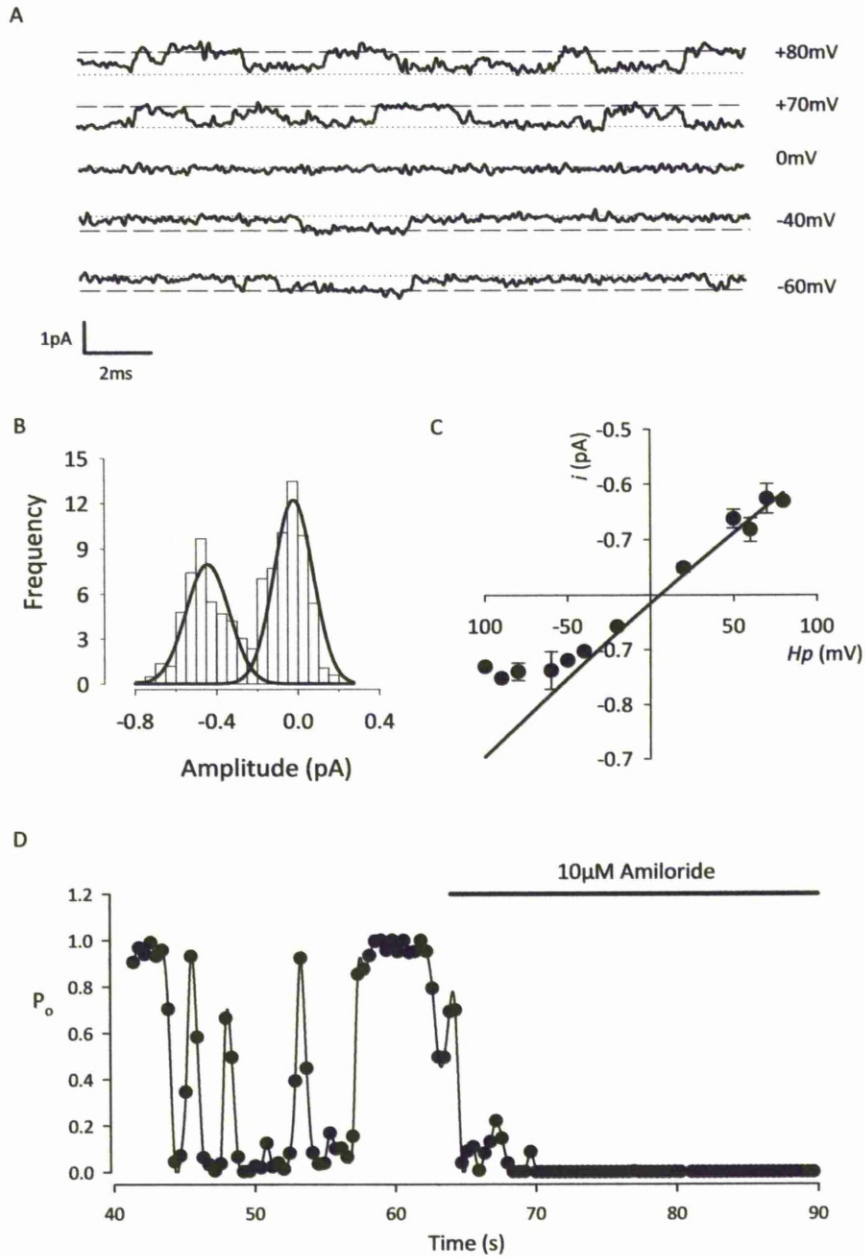 A
+80mV
+70mV
0mV
-40mV
-60mV
1pA
2ms
B
Frequency
15
12
9
6
3
0
-0.8
-0.4
0.0
0.4
Amplitude (pA)
C
i (pA)
-0.5
-0.6
-0.7
100
-50
50
100
Hp (mV)
-0.7
-0.8
-0.7
D
10µM Amiloride
1.2
1.0
0.8
0.6
0.4
0.2
0.0
Po
40
50
60
70
80
90
Time (s)